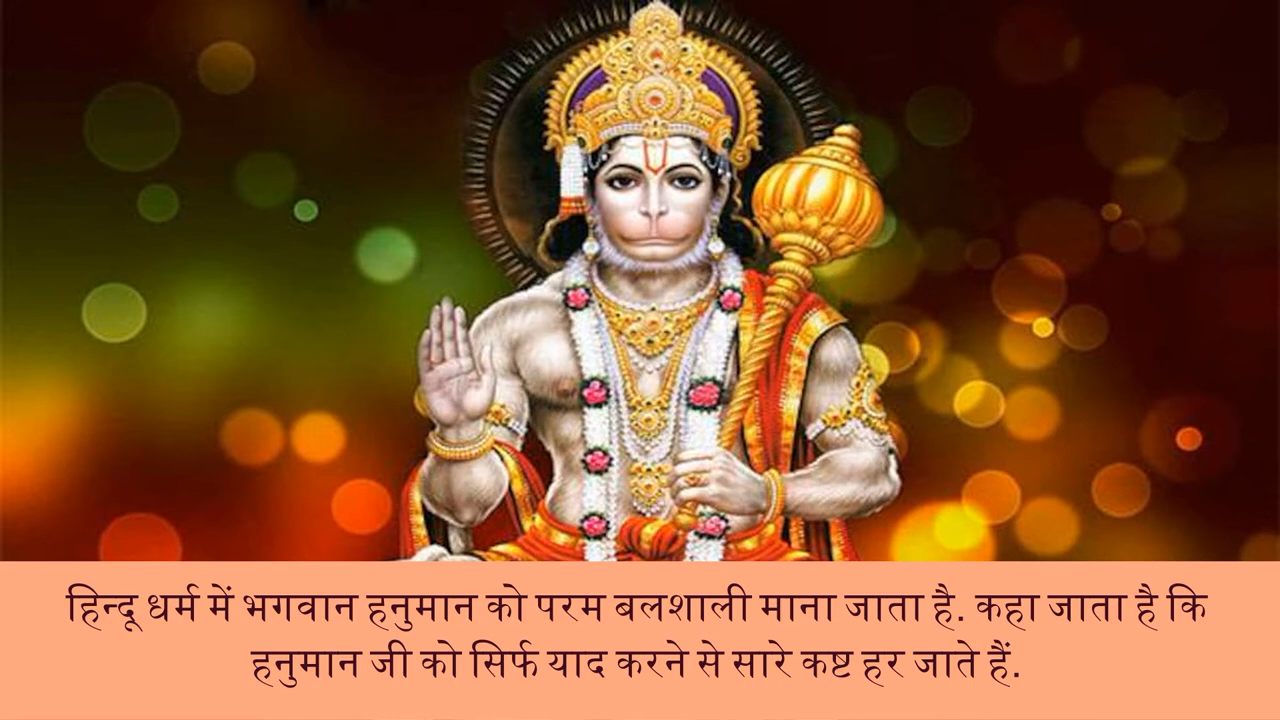 हिन्दू धर्म में भगवान हनुमान को परम बलशाली माना जाता है. कहा जाता है कि
हनुमान जी को सिर्फ याद करने से सारे कष्ट हर जाते हैं.